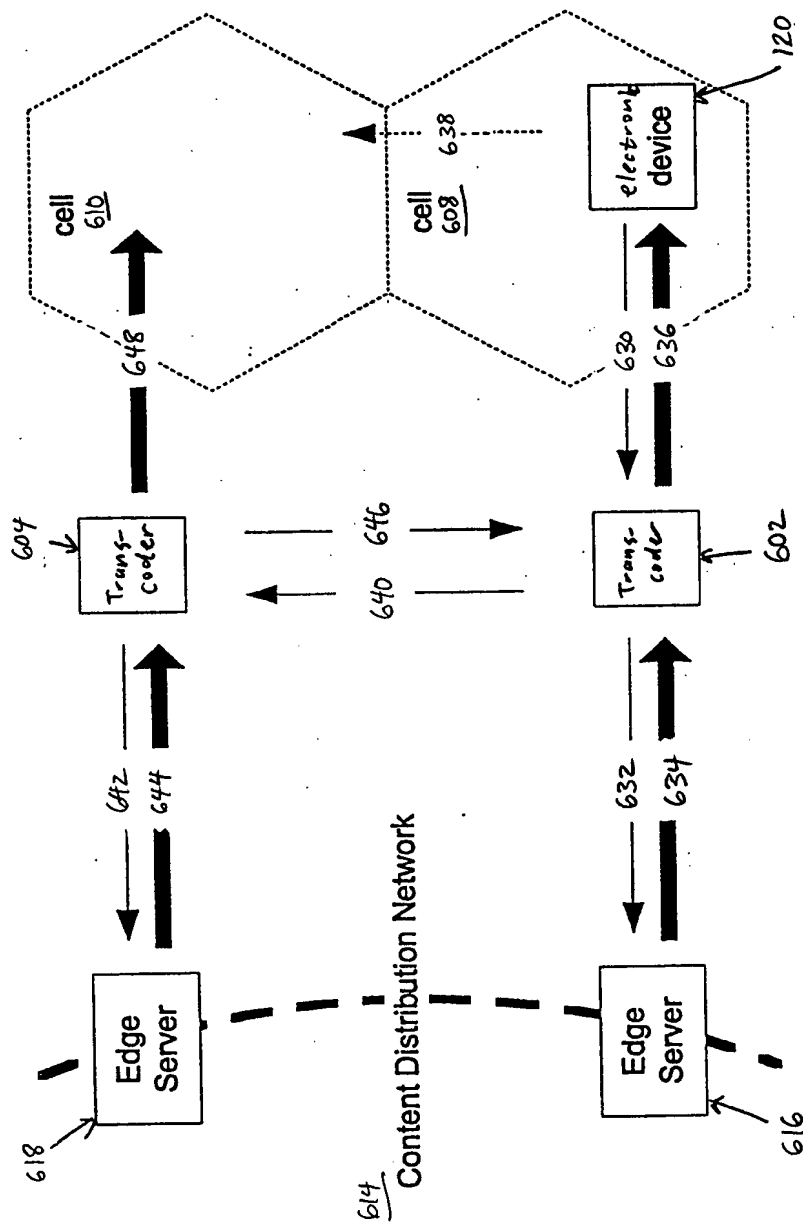 618
Edge
Server
642
644
604
Trans-
coder
648
cell
610
614
Content Distribution Network
640
646
cell
608
638
616
Edge
Server
632
634
602
Trans-
coder
630
636
electronic
device
120